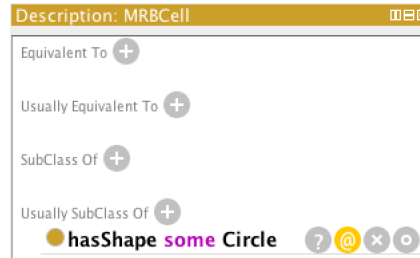 Description: MRBCell
Equivalent To +
Usually Equivalent To +
SubClass Of +
Usually SubClass Of +
hasShape some Circle ? @ × o